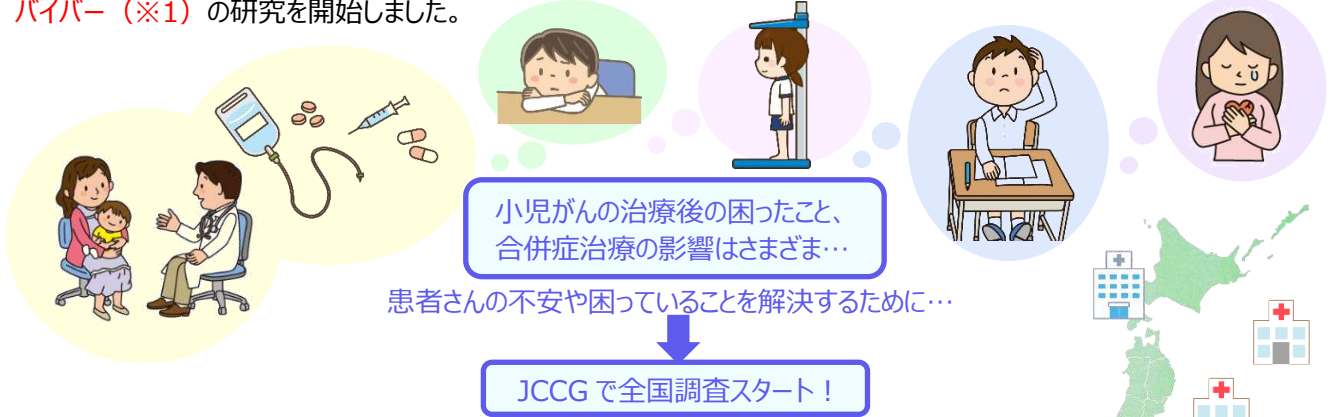 バイバー（※1）の研究を開始しました。
小児がんの治療後の困ったこと、
合併症治療の影響はさまざま…
患者さんの不安や困っていることを解決するために…
JCCG で全国調査スタート！